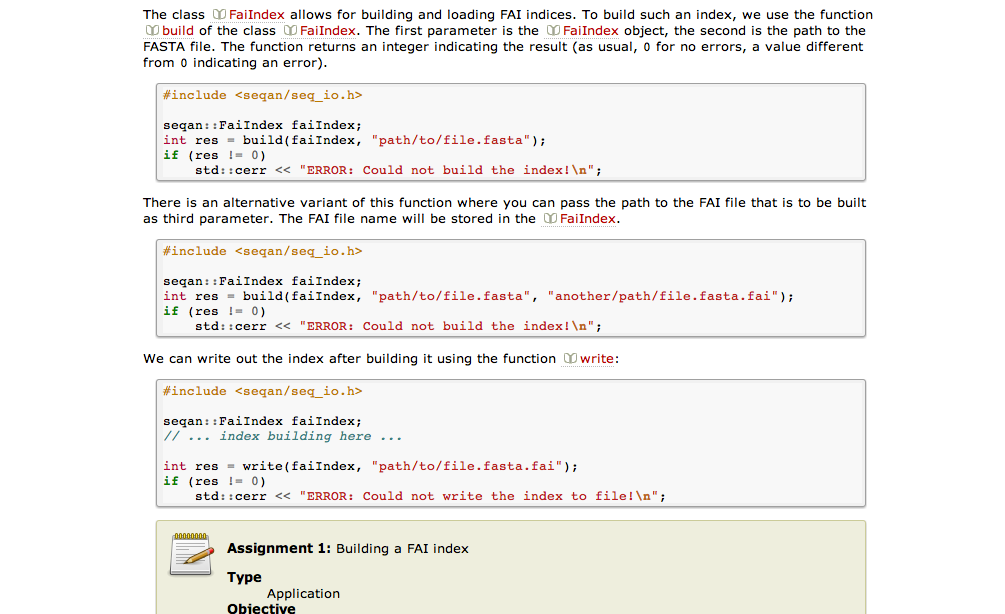 The class FaiIndex allows for building and loading FAI indices. To build such an index, we use the function
build of the class FaiIndex. The first parameter is the FaiIndex object, the second is the path to the
FASTA file. The function returns an integer indicating the result (as usual, 0 for no errors, a value different
from 0 indicating an error).
#include <seqan/seq_io.h>
seqan::FaiIndex faiIndex;
int res = build(faiIndex, "path/to/file.fasta");
if (res != 0)
    std::cerr << "ERROR: Could not build the index!\n";
There is an alternative variant of this function where you can pass the path to the FAI file that is to be built
as third parameter. The FAI file name will be stored in the FaiIndex.
#include <seqan/seq_io.h>
seqan::FaiIndex faiIndex;
int res = build(faiIndex, "path/to/file.fasta", "another/path/file.fasta.fai");
if (res != 0)
    std::cerr << "ERROR: Could not build the index!\n";
We can write out the index after building it using the function write:
#include <seqan/seq_io.h>
seqan::FaiIndex faiIndex;
// ... index building here ...
int res = write(faiIndex, "path/to/file.fasta.fai");
if (res != 0)
    std::cerr << "ERROR: Could not write the index to file!\n";
Assignment 1: Building a FAI index
Type
Application
Objective